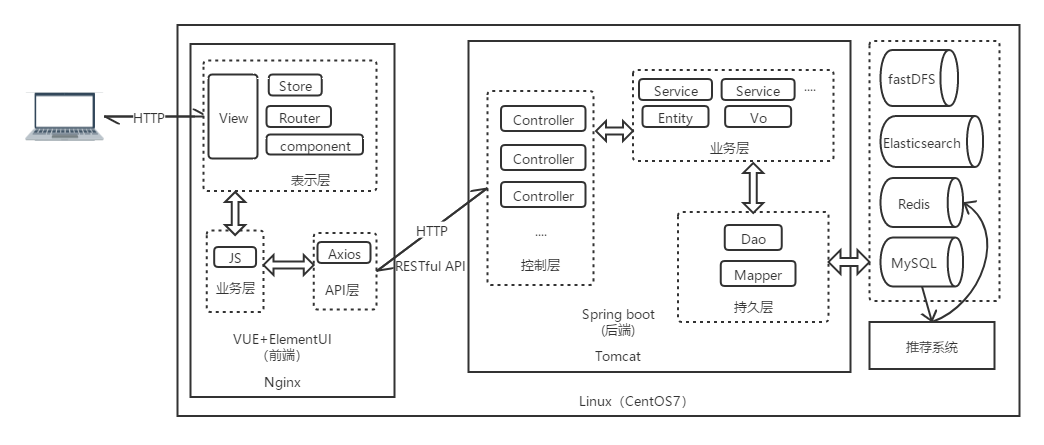 HTTP
View
Store
Router
component
表示层
JS
业务层
Axios
API层
VUE+ElementUI
(前端)
Nginx
HTTP
RESTful API
Controller
Controller
Controller
....
控制层
Service
Service
....
Entity
Vo
业务层
Dao
Mapper
持久层
Spring boot
(后端)
Tomcat
fastDFS
Elasticsearch
Redis
MySQL
推荐系统
Linux（CentOS7）